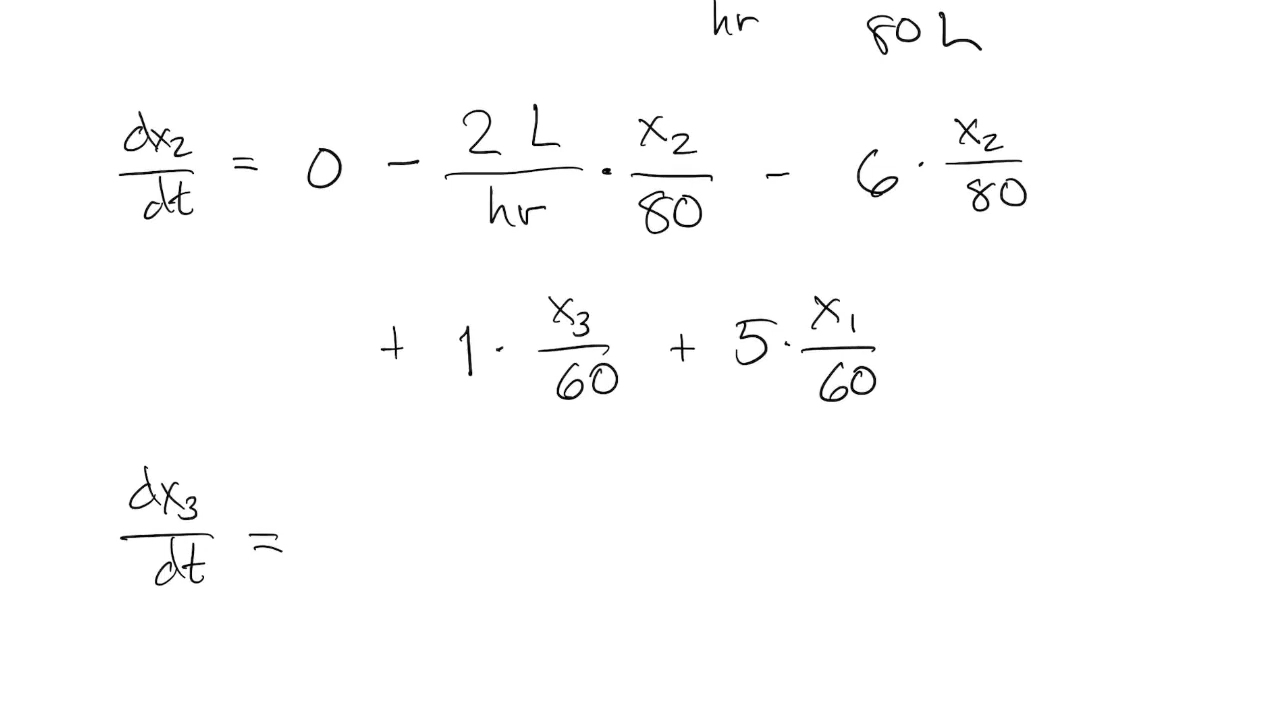 hr 80 L
dx₂/dt = 0 - 2 L/hr · x₂/80 - 6 · x₂/80
+ 1 · x₃/60 + 5 · x₁/60
dx₃/dt =